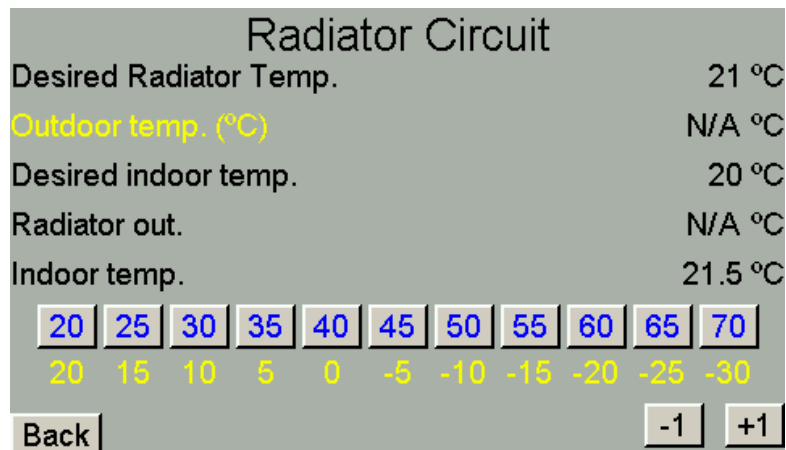 Radiator Circuit
Desired Radiator Temp. 21 ºC
Outdoor temp. (ºC) N/A ºC
Desired indoor temp. 20 ºC
Radiator out. N/A ºC
Indoor temp. 21.5 ºC
20 25 30 35 40 45 50 55 60 65 70
20 15 10 5 0 -5 -10 -15 -20 -25 -30
Back -1 +1